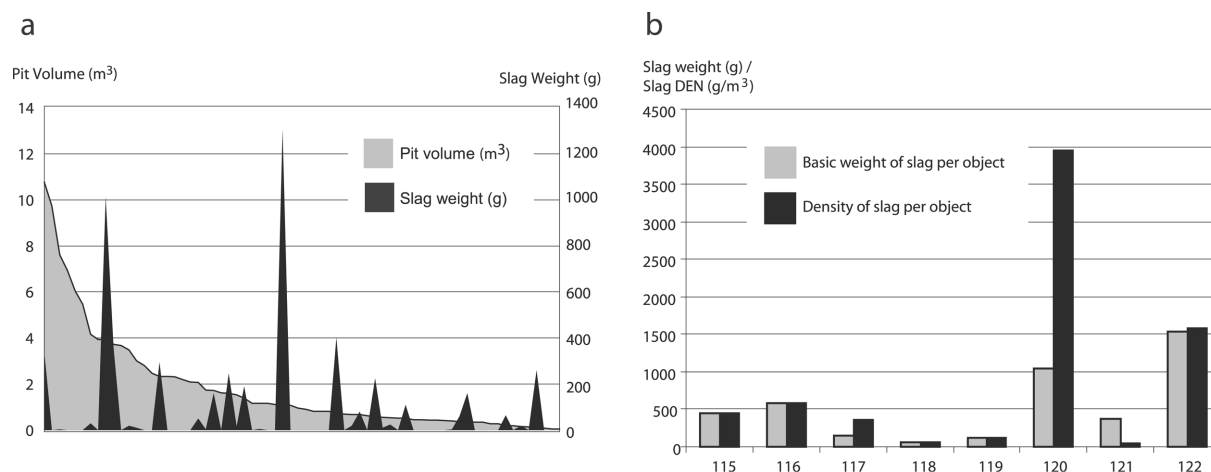 a
Pit Volume (m³)
Slag Weight (g)
14
12
10
8
6
4
2
0
1400
1200
1000
800
600
400
200
0
Pit volume (m³)
Slag weight (g)
b
Slag weight (g) /
Slag DEN (g/m³)
4500
4000
3500
3000
2500
2000
1500
1000
500
0
Basic weight of slag per object
Density of slag per object
115 116 117 118 119 120 121 122